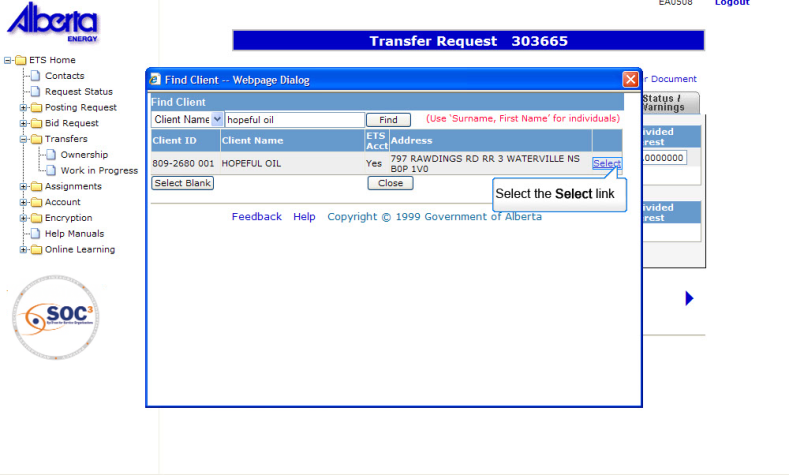 EA0508 Logout
Alberta
ENERGY
Transfer Request 303665
ETS Home
Contacts
Request Status
Posting Request
Bid Request
Transfers
Ownership
Work in Progress
Assignments
Account
Encryption
Help Manuals
Online Learning
SOC3
Find Client -- Webpage Dialog
Find Client
Client Name hopeful oil Find (Use 'Surname, First Name' for individuals)
Client ID Client Name ETS Acct Address
809-2680 001 HOPEFUL OIL Yes 797 RAWDINGS RD RR 3 WATERVILLE NS
B0P 1V0 Select
Select Blank Close
Select the Select link
Feedback Help Copyright © 1999 Government of Alberta
r Document
Status /
Warnings
ivided
rest
.0000000
ivided
rest